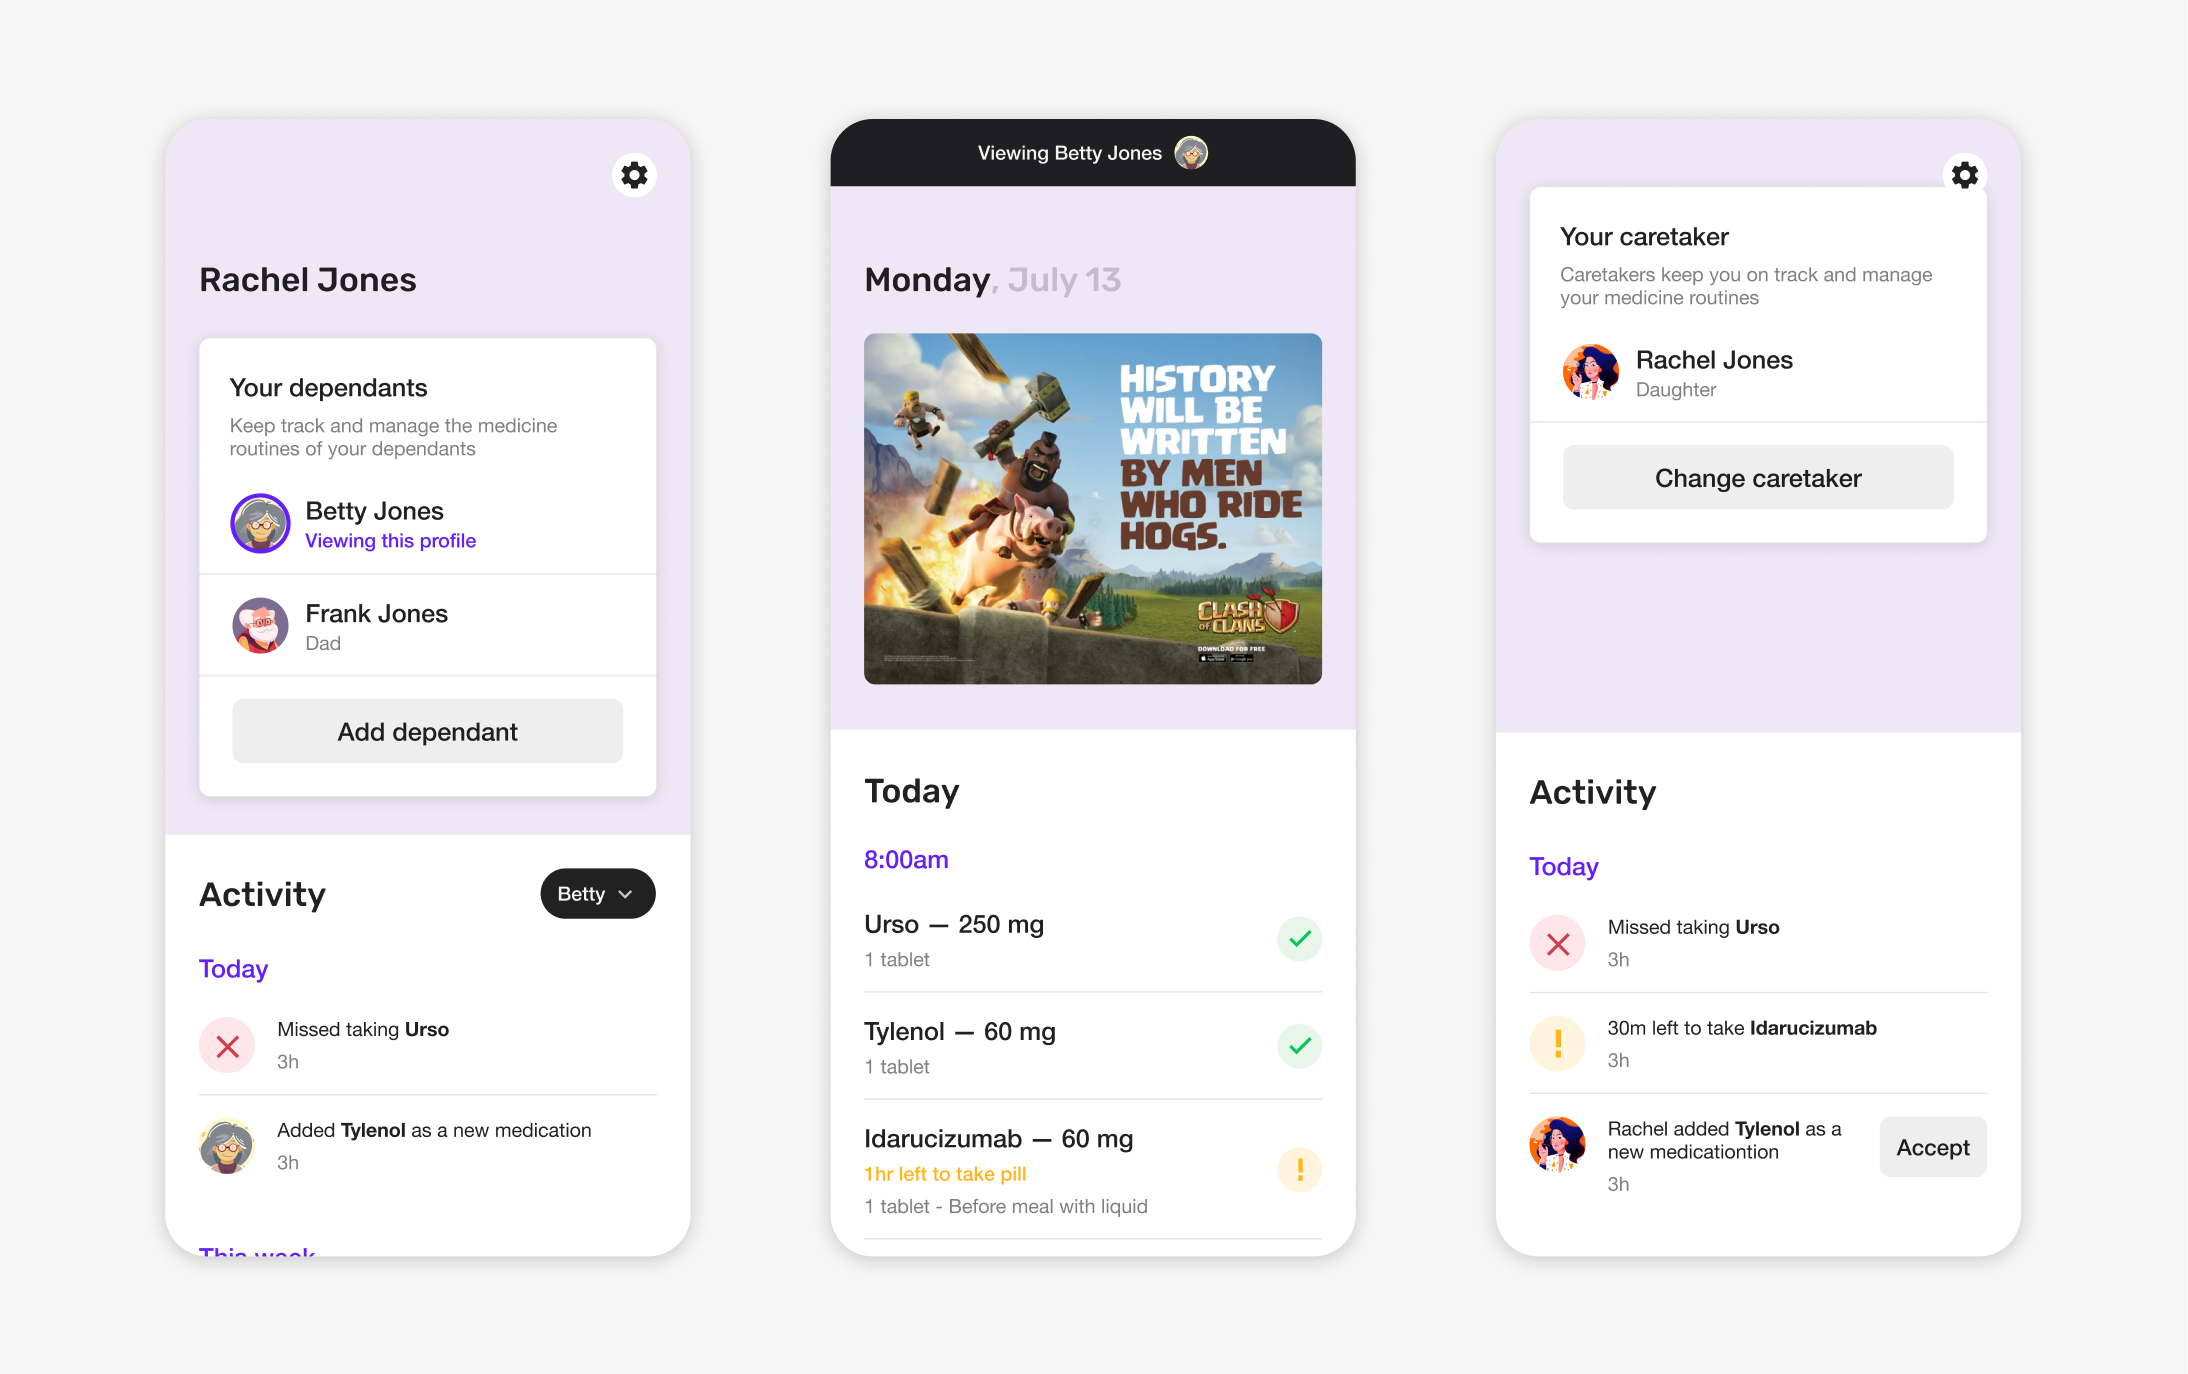 Rachel Jones
Your dependants
Keep track and manage the medicine
routines of your dependants
Betty Jones
Viewing this profile
Frank Jones
Dad
Add dependant
Activity
Betty
Today
Missed taking Urso
3h
Added Tylenol as a new medication
3h
This week
Viewing Betty Jones
Monday, July 13
HISTORY
WILL BE
WRITTEN
BY MEN
WHO RIDE
HOGS.
CLASH
OF CLANS
DOWNLOAD FOR FREE
App Store
Google play
Today
8:00am
Urso — 250 mg
1 tablet
Tylenol — 60 mg
1 tablet
Idarucizumab — 60 mg
1hr left to take pill
1 tablet - Before meal with liquid
Your caretaker
Caretakers keep you on track and manage
your medicine routines
Rachel Jones
Daughter
Change caretaker
Activity
Today
Missed taking Urso
3h
30m left to take Idarucizumab
3h
Rachel added Tylenol as a
new medicationtion
3h
Accept